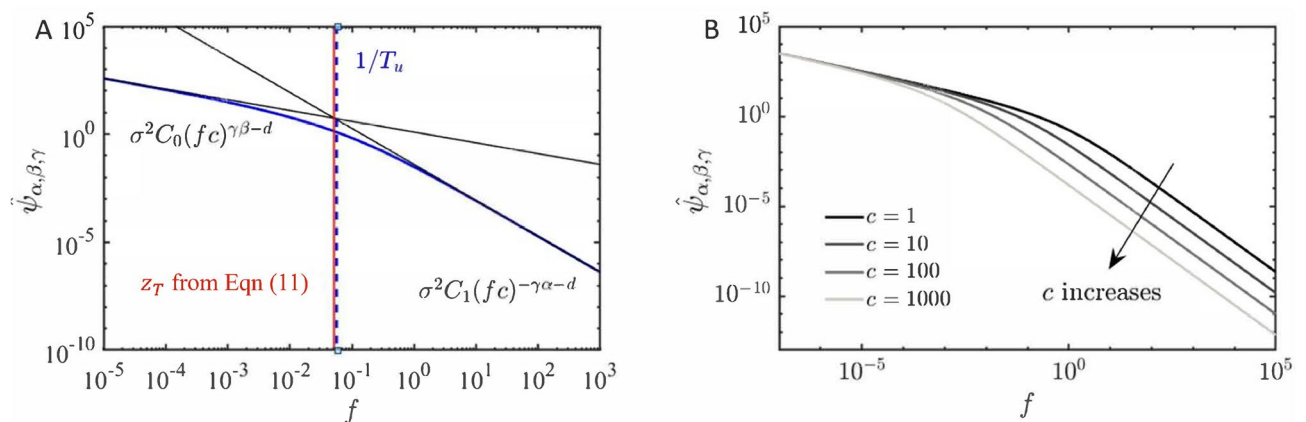 A
10^5
10^0
10^-5
10^-10
ψ̂α,β,γ
1/T_u
σ²C₀(fc)^{γβ−d}
z_T from Eqn (11)
σ²C₁(fc)^{−γα−d}
10^-5 10^-4 10^-3 10^-2 10^-1 10^0 10^1 10^2 10^3
f
B
10^5
10^0
10^-5
10^-10
ψ̂α,β,γ
c = 1
c = 10
c = 100
c = 1000
c increases
10^-5 10^0 10^5
f